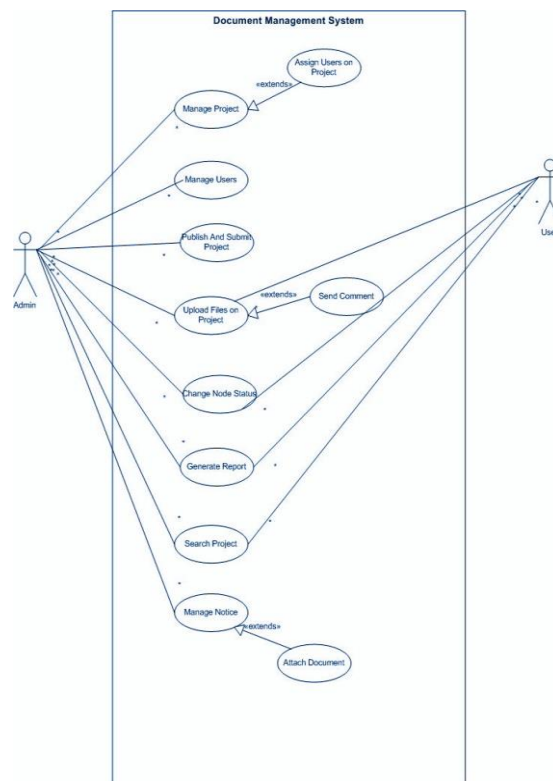 Document Management System
Assign Users on
Project
«extends»
Manage Project
Manage Users
Publish And Submit
Project
Admin
Use
Upload Files on
Project
«extends»
Send Comment
Change Node Status
Generate Report
Search Project
Manage Notice
«extends»
Attach Document